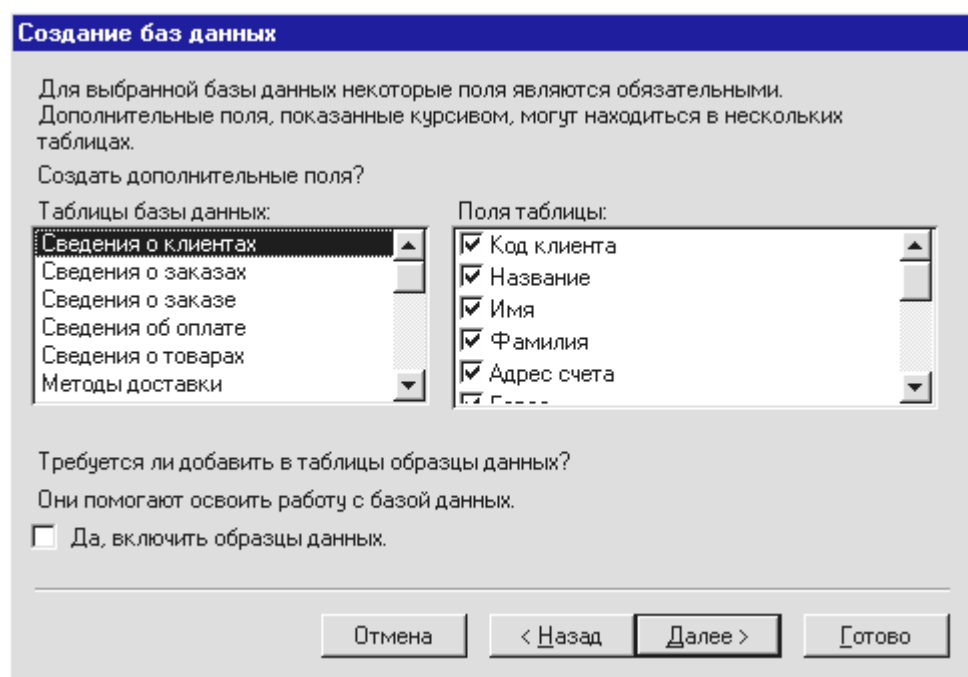 Создание баз данных
Для выбранной базы данных некоторые поля являются обязательными.
Дополнительные поля, показанные курсивом, могут находиться в нескольких
таблицах.
Создать дополнительные поля?
Таблицы базы данных:
Поля таблицы:
Сведения о клиентах
Сведения о заказах
Сведения о заказе
Сведения об оплате
Сведения о товарах
Методы доставки
Код клиента
Название
Имя
Фамилия
Адрес счета
Требуется ли добавить в таблицы образцы данных?
Они помогают освоить работу с базой данных.
Да, включить образцы данных.
Отмена
< Назад
Далее >
Готово